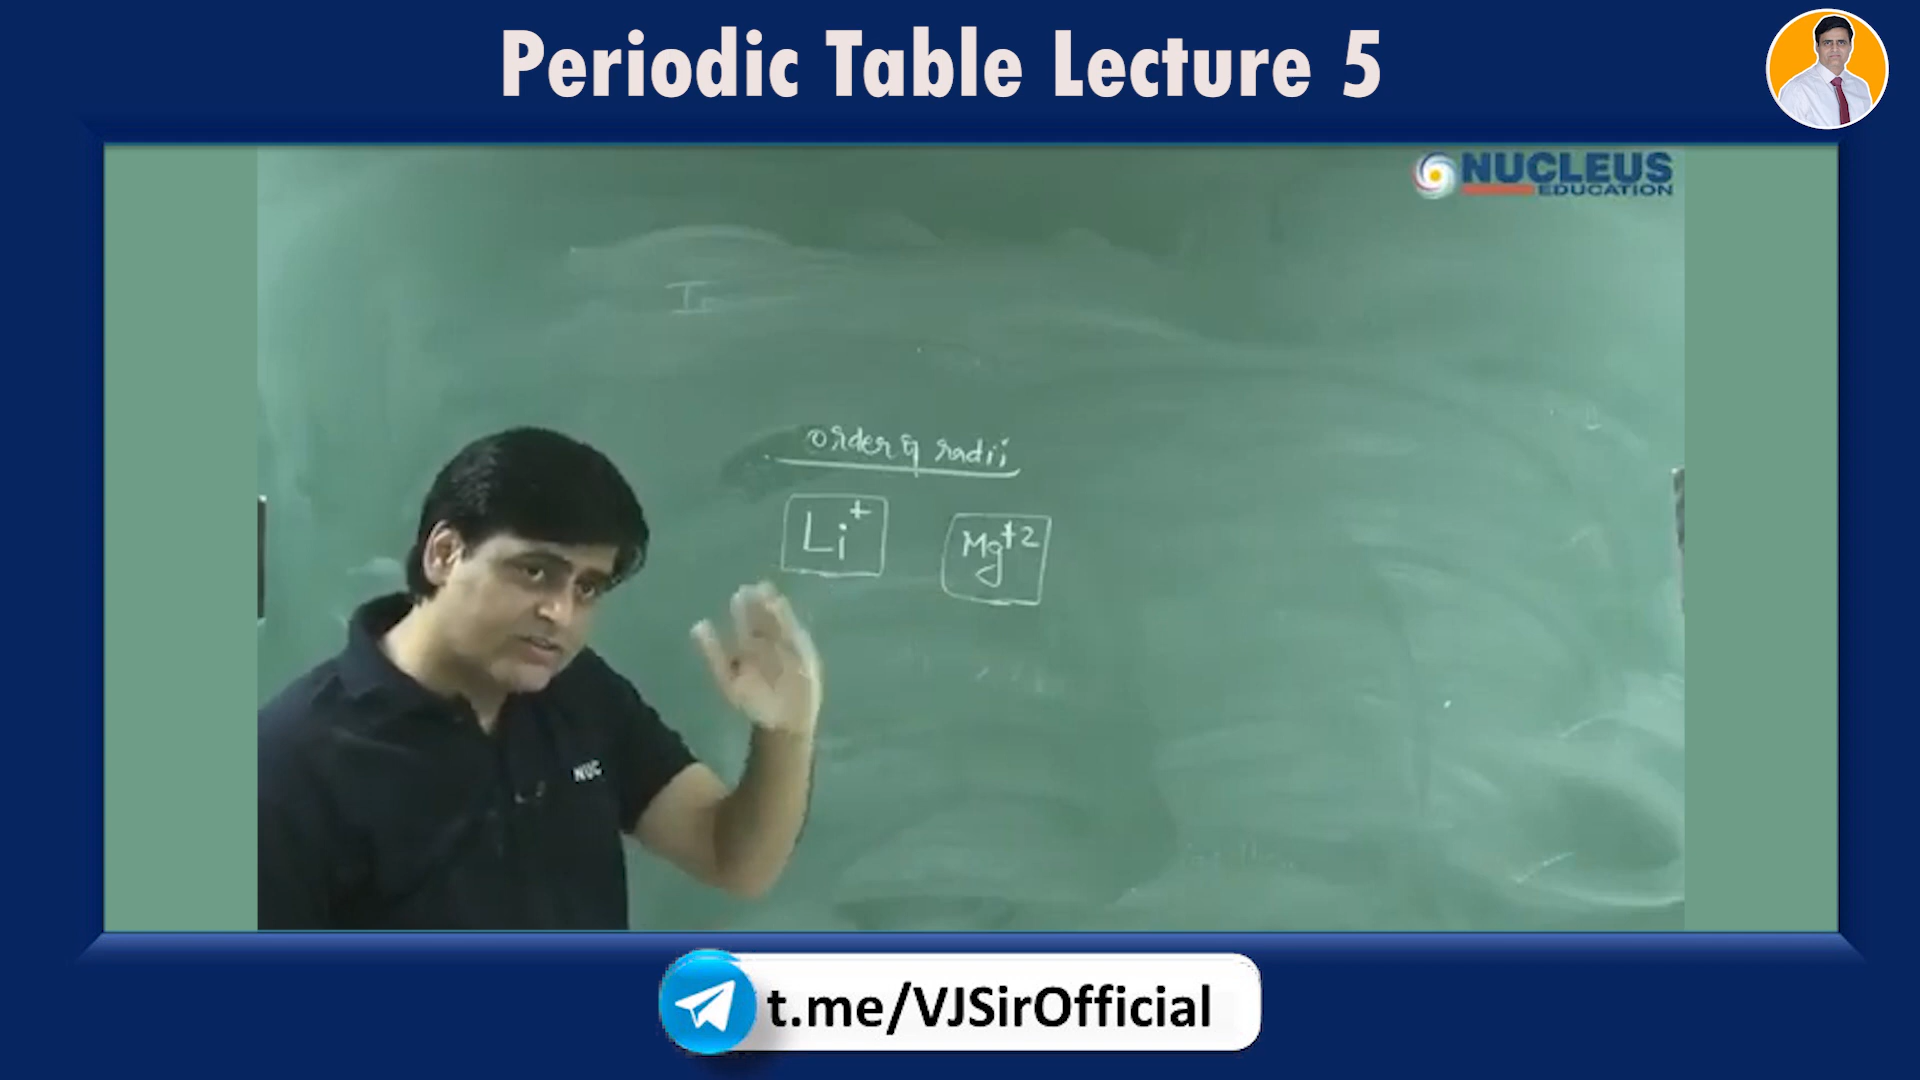 Periodic Table Lecture 5
NUCLEUS
EDUCATION
order of radii
Li⁺
Mg⁺²
NUC
t.me/VJSirOfficial